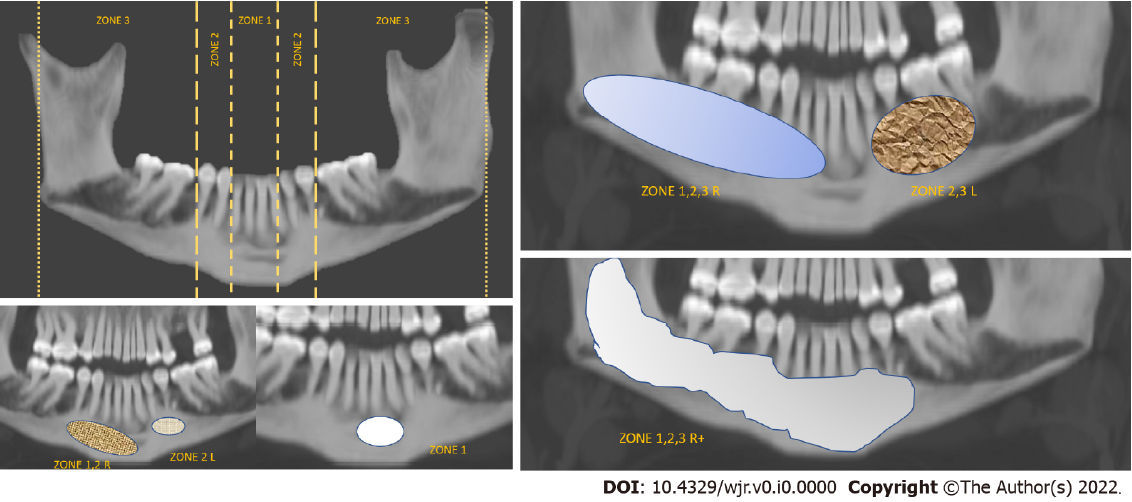 ZONE 3
ZONE 2
ZONE 1
ZONE 2
ZONE 3
ZONE 1,2,3 R
ZONE 2,3 L
ZONE 1,2 R
ZONE 2 L
ZONE 1
ZONE 1,2,3 R+
DOI: 10.4329/wjr.v0.i0.0000 Copyright ©The Author(s) 2022.